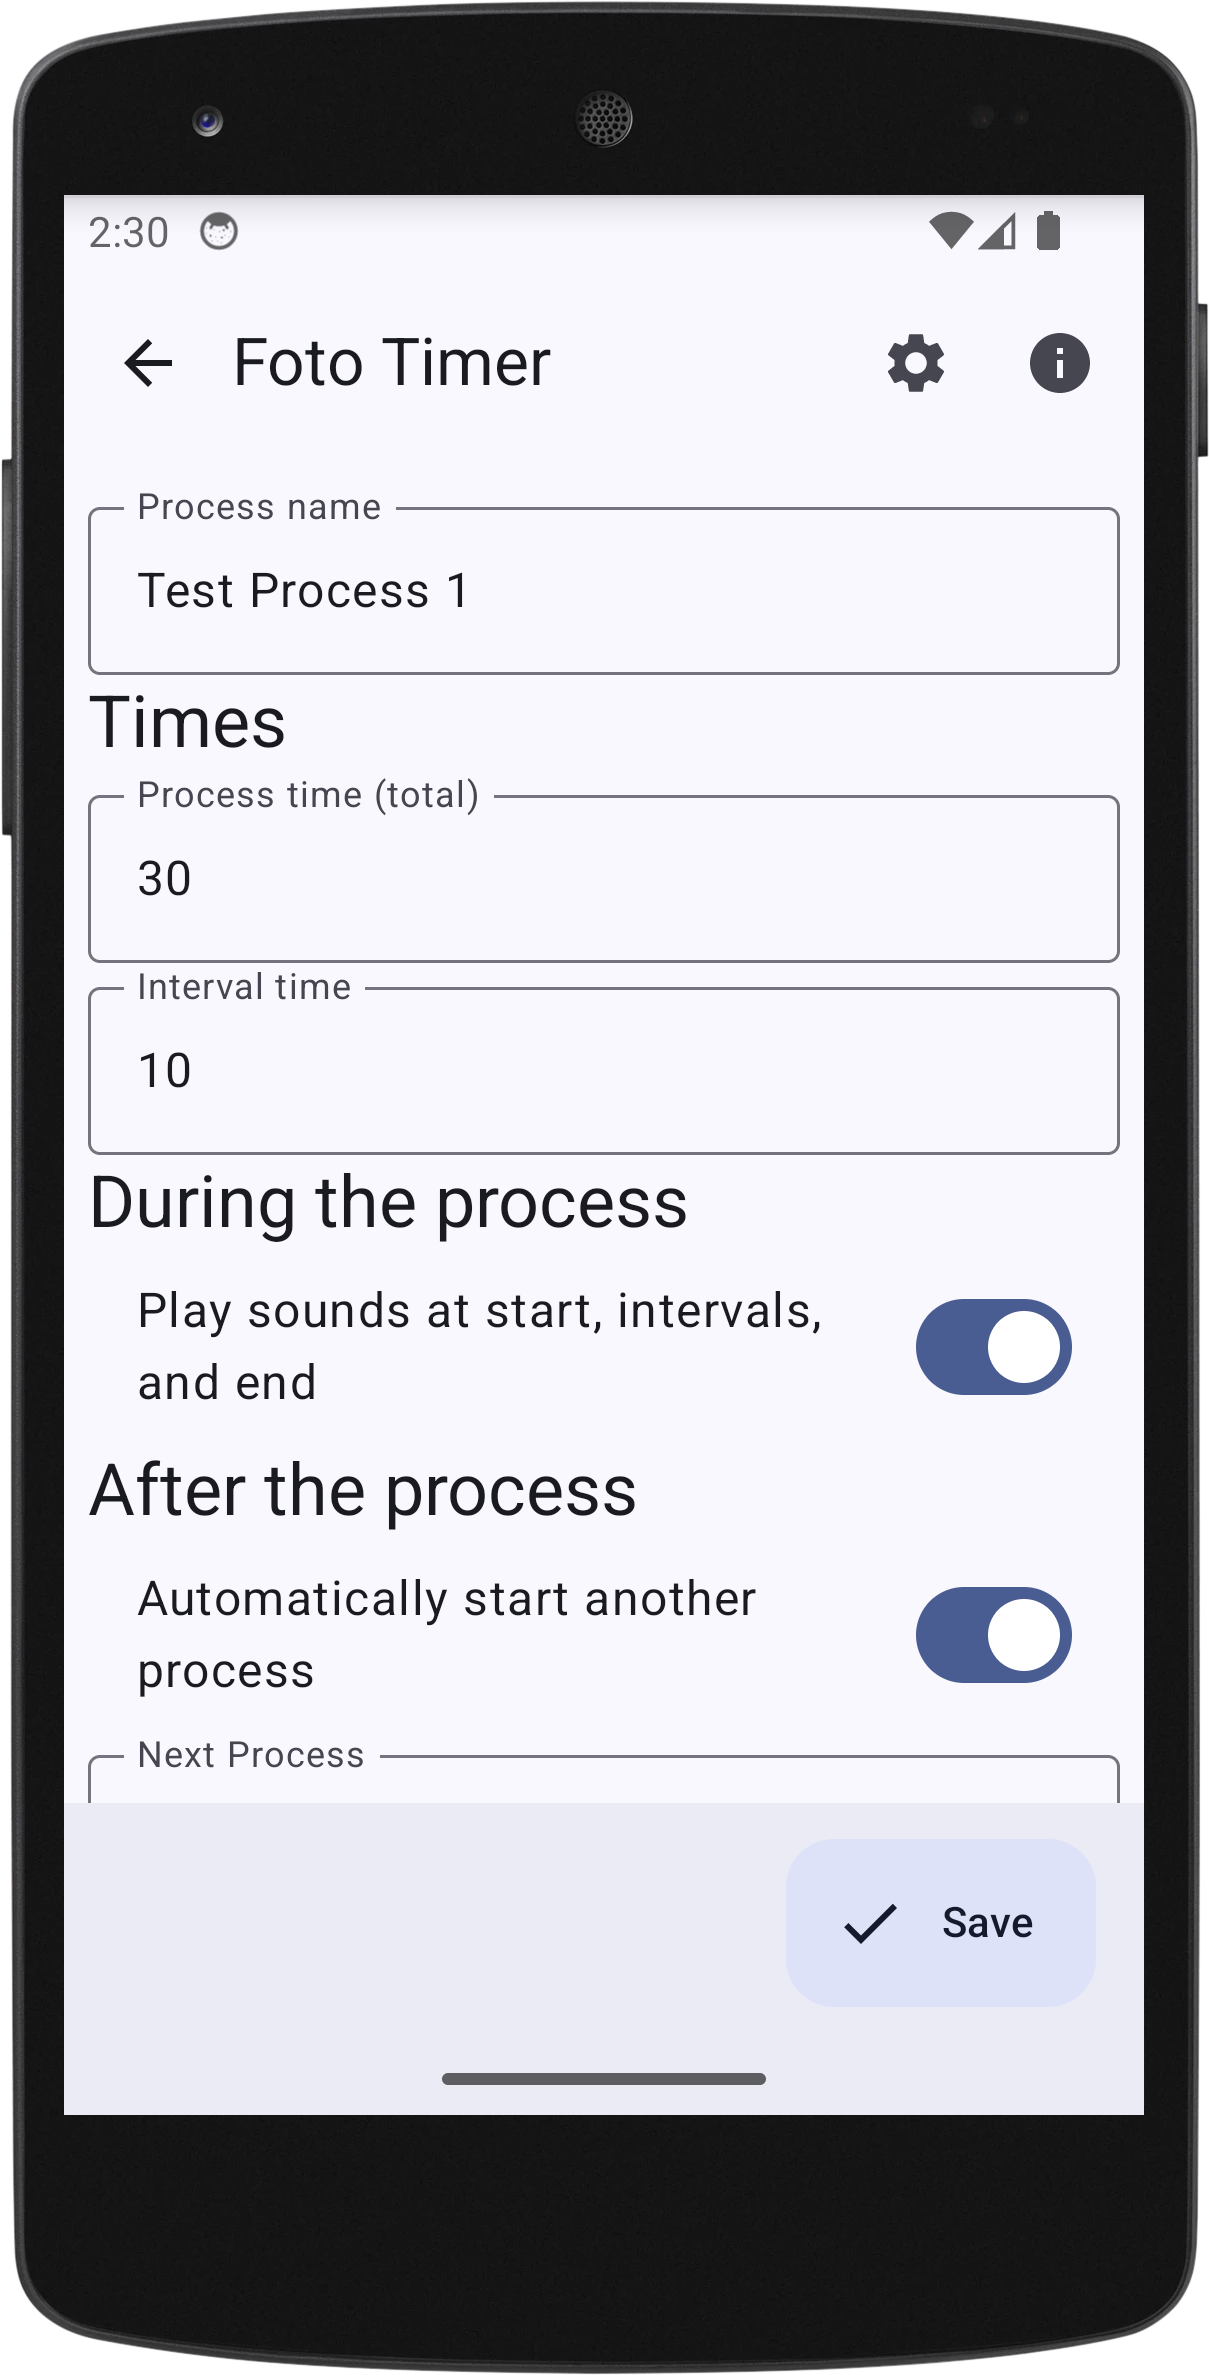 2:30
Foto Timer
Process name
Test Process 1
Times
Process time (total)
30
Interval time
10
During the process
Play sounds at start, intervals,
and end
After the process
Automatically start another
process
Next Process
Save